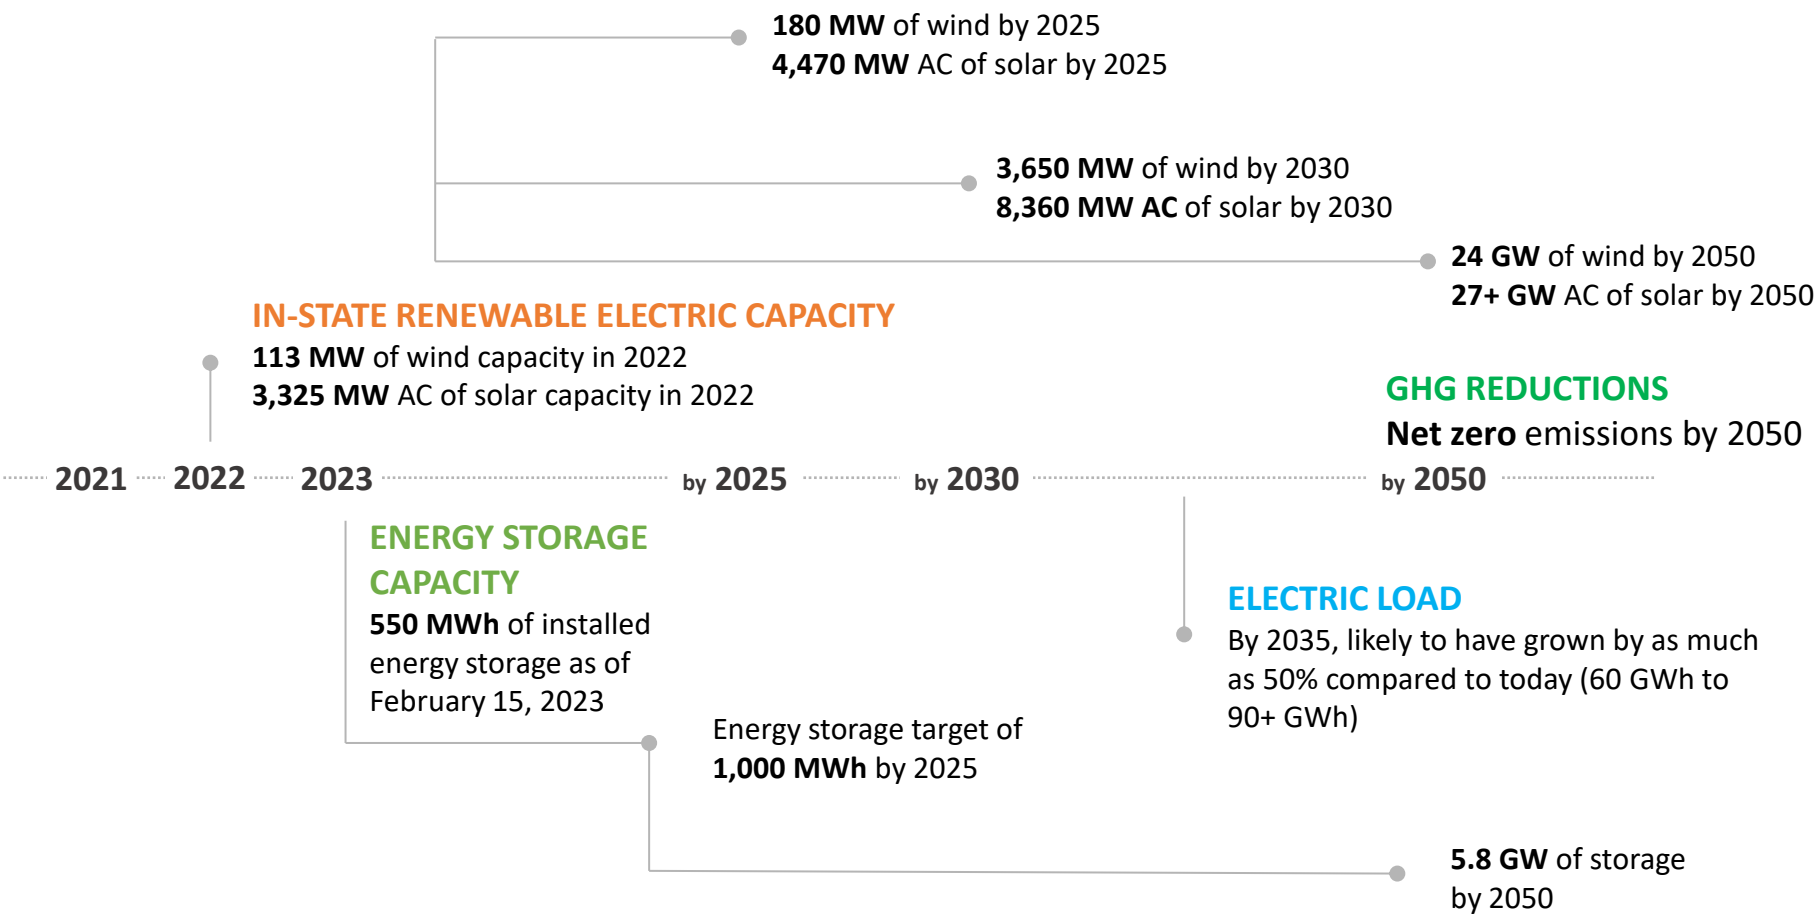 180 MW of wind by 2025
4,470 MW AC of solar by 2025
3,650 MW of wind by 2030
8,360 MW AC of solar by 2030
24 GW of wind by 2050
27+ GW AC of solar by 2050
IN-STATE RENEWABLE ELECTRIC CAPACITY
113 MW of wind capacity in 2022
3,325 MW AC of solar capacity in 2022
GHG REDUCTIONS
Net zero emissions by 2050
2021 2022 2023 by 2025 by 2030 by 2050
ENERGY STORAGE
CAPACITY
550 MWh of installed
energy storage as of
February 15, 2023
ELECTRIC LOAD
By 2035, likely to have grown by as much
as 50% compared to today (60 GWh to
90+ GWh)
Energy storage target of
1,000 MWh by 2025
5.8 GW of storage
by 2050